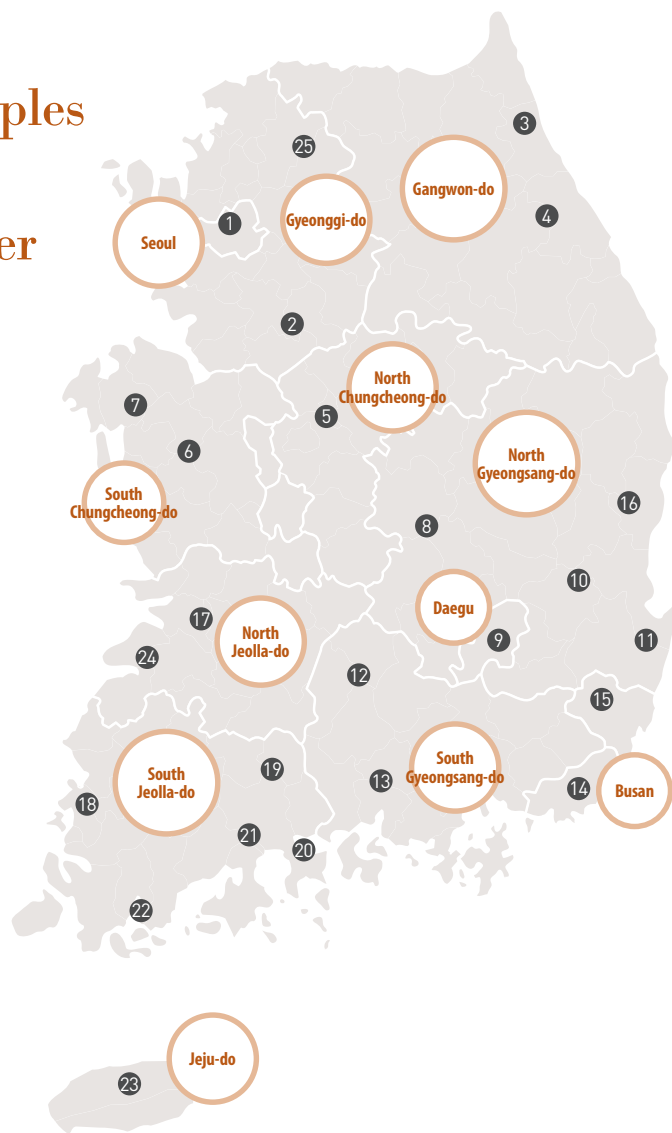 ples
er
3
25
Gangwon-do
1
Gyeonggi-do
4
Seoul
2
North
Chungcheong-do
7
5
6
North
Gyeongsang-do
South
Chungcheong-do
16
8
10
Daegu
17
9
11
North
Jeolla-do
24
12
15
19
South
Gyeongsang-do
South
Jeolla-do
13
14
Busan
18
21
20
22
Jeju-do
23